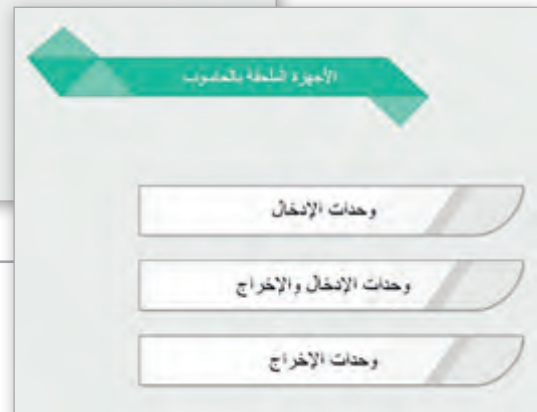 الأجهزة الملحقة بالحاسوب
وحدات الإدخال
وحدات الإدخال والإخراج
وحدات الإخراج